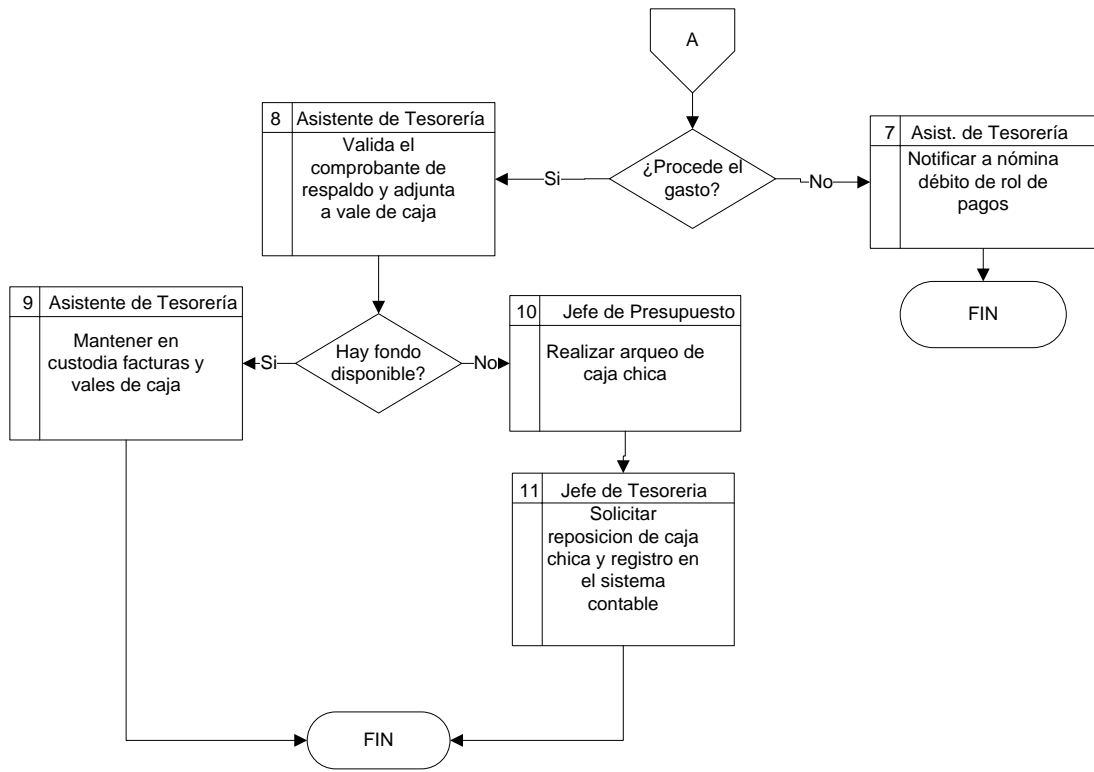 A
¿Procede el
gasto?
Si
No
8 Asistente de Tesorería
Valida el
comprobante de
respaldo y adjunta
a vale de caja
7 Asist. de Tesorería
Notificar a nómina
débito de rol de
pagos
FIN
Hay fondo
disponible?
Si
No
9 Asistente de Tesorería
Mantener en
custodia facturas y
vales de caja
10 Jefe de Presupuesto
Realizar arqueo de
caja chica
11 Jefe de Tesoreria
Solicitar
reposicion de caja
chica y registro en
el sistema
contable
FIN